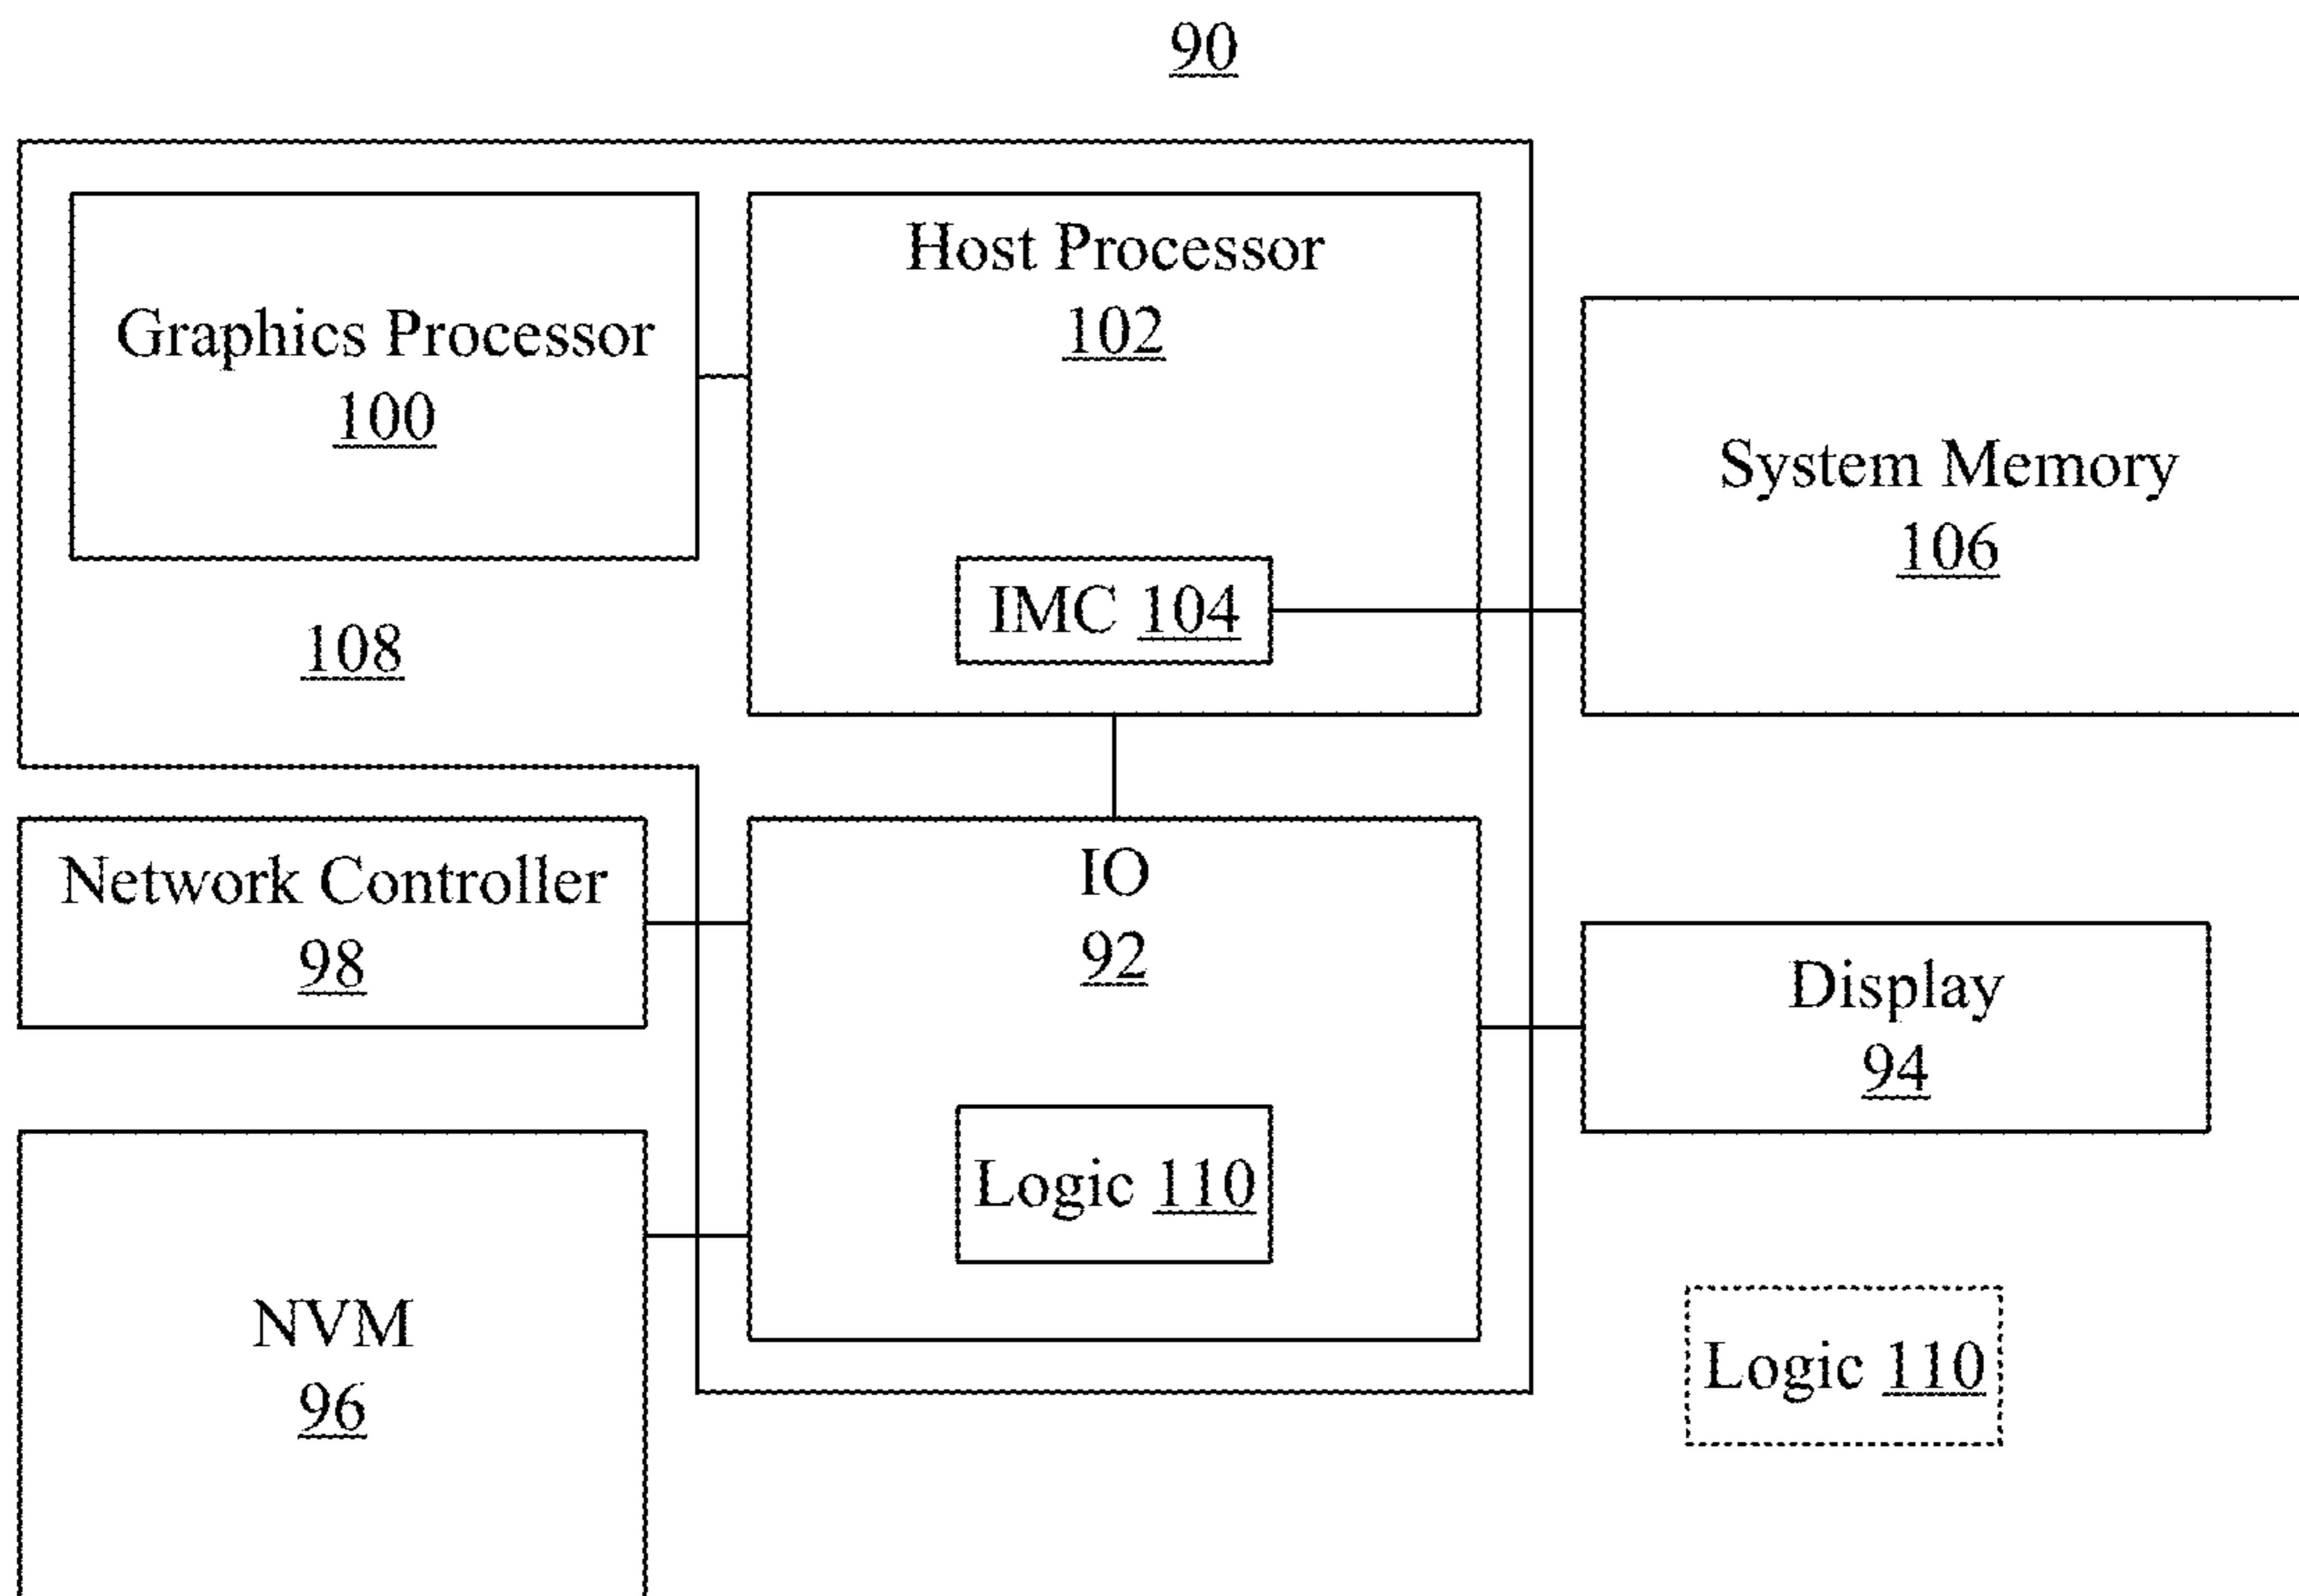 90
Host Processor
102
Graphics Processor
100
System Memory
106
IMC 104
108
Network Controller
98
IO
92
Display
94
Logic 110
NVM
96
Logic 110